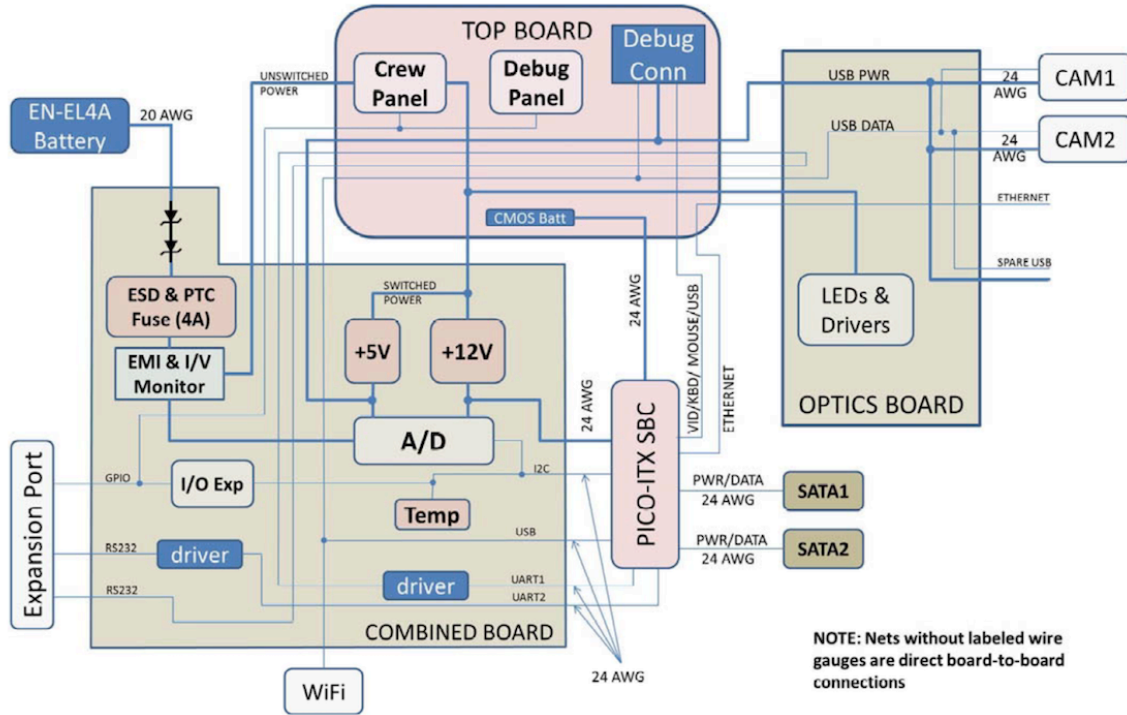 TOP BOARD
Debug
Conn
Crew
Panel
Debug
Panel
UNSWITCHED
POWER
EN-EL4A
Battery
20 AWG
USB PWR
24
AWG
CAM1
USB DATA
CAM2
24
AWG
ETHERNET
CMOS Batt
SPARE USB
ESD & PTC
Fuse (4A)
SWITCHED
POWER
24 AWG
LEDs &
Drivers
EMI & I/V
Monitor
+5V
+12V
VID/KBD/ MOUSE/USB
ETHERNET
24 AWG
OPTICS BOARD
A/D
PICO-ITX SBC
Expansion Port
GPIO
I/O Exp
I2C
PWR/DATA
24 AWG
SATA1
Temp
USB
PWR/DATA
24 AWG
SATA2
RS232
driver
driver
UART1
RS232
UART2
COMBINED BOARD
24 AWG
WiFi
NOTE: Nets without labeled wire
gauges are direct board-to-board
connections